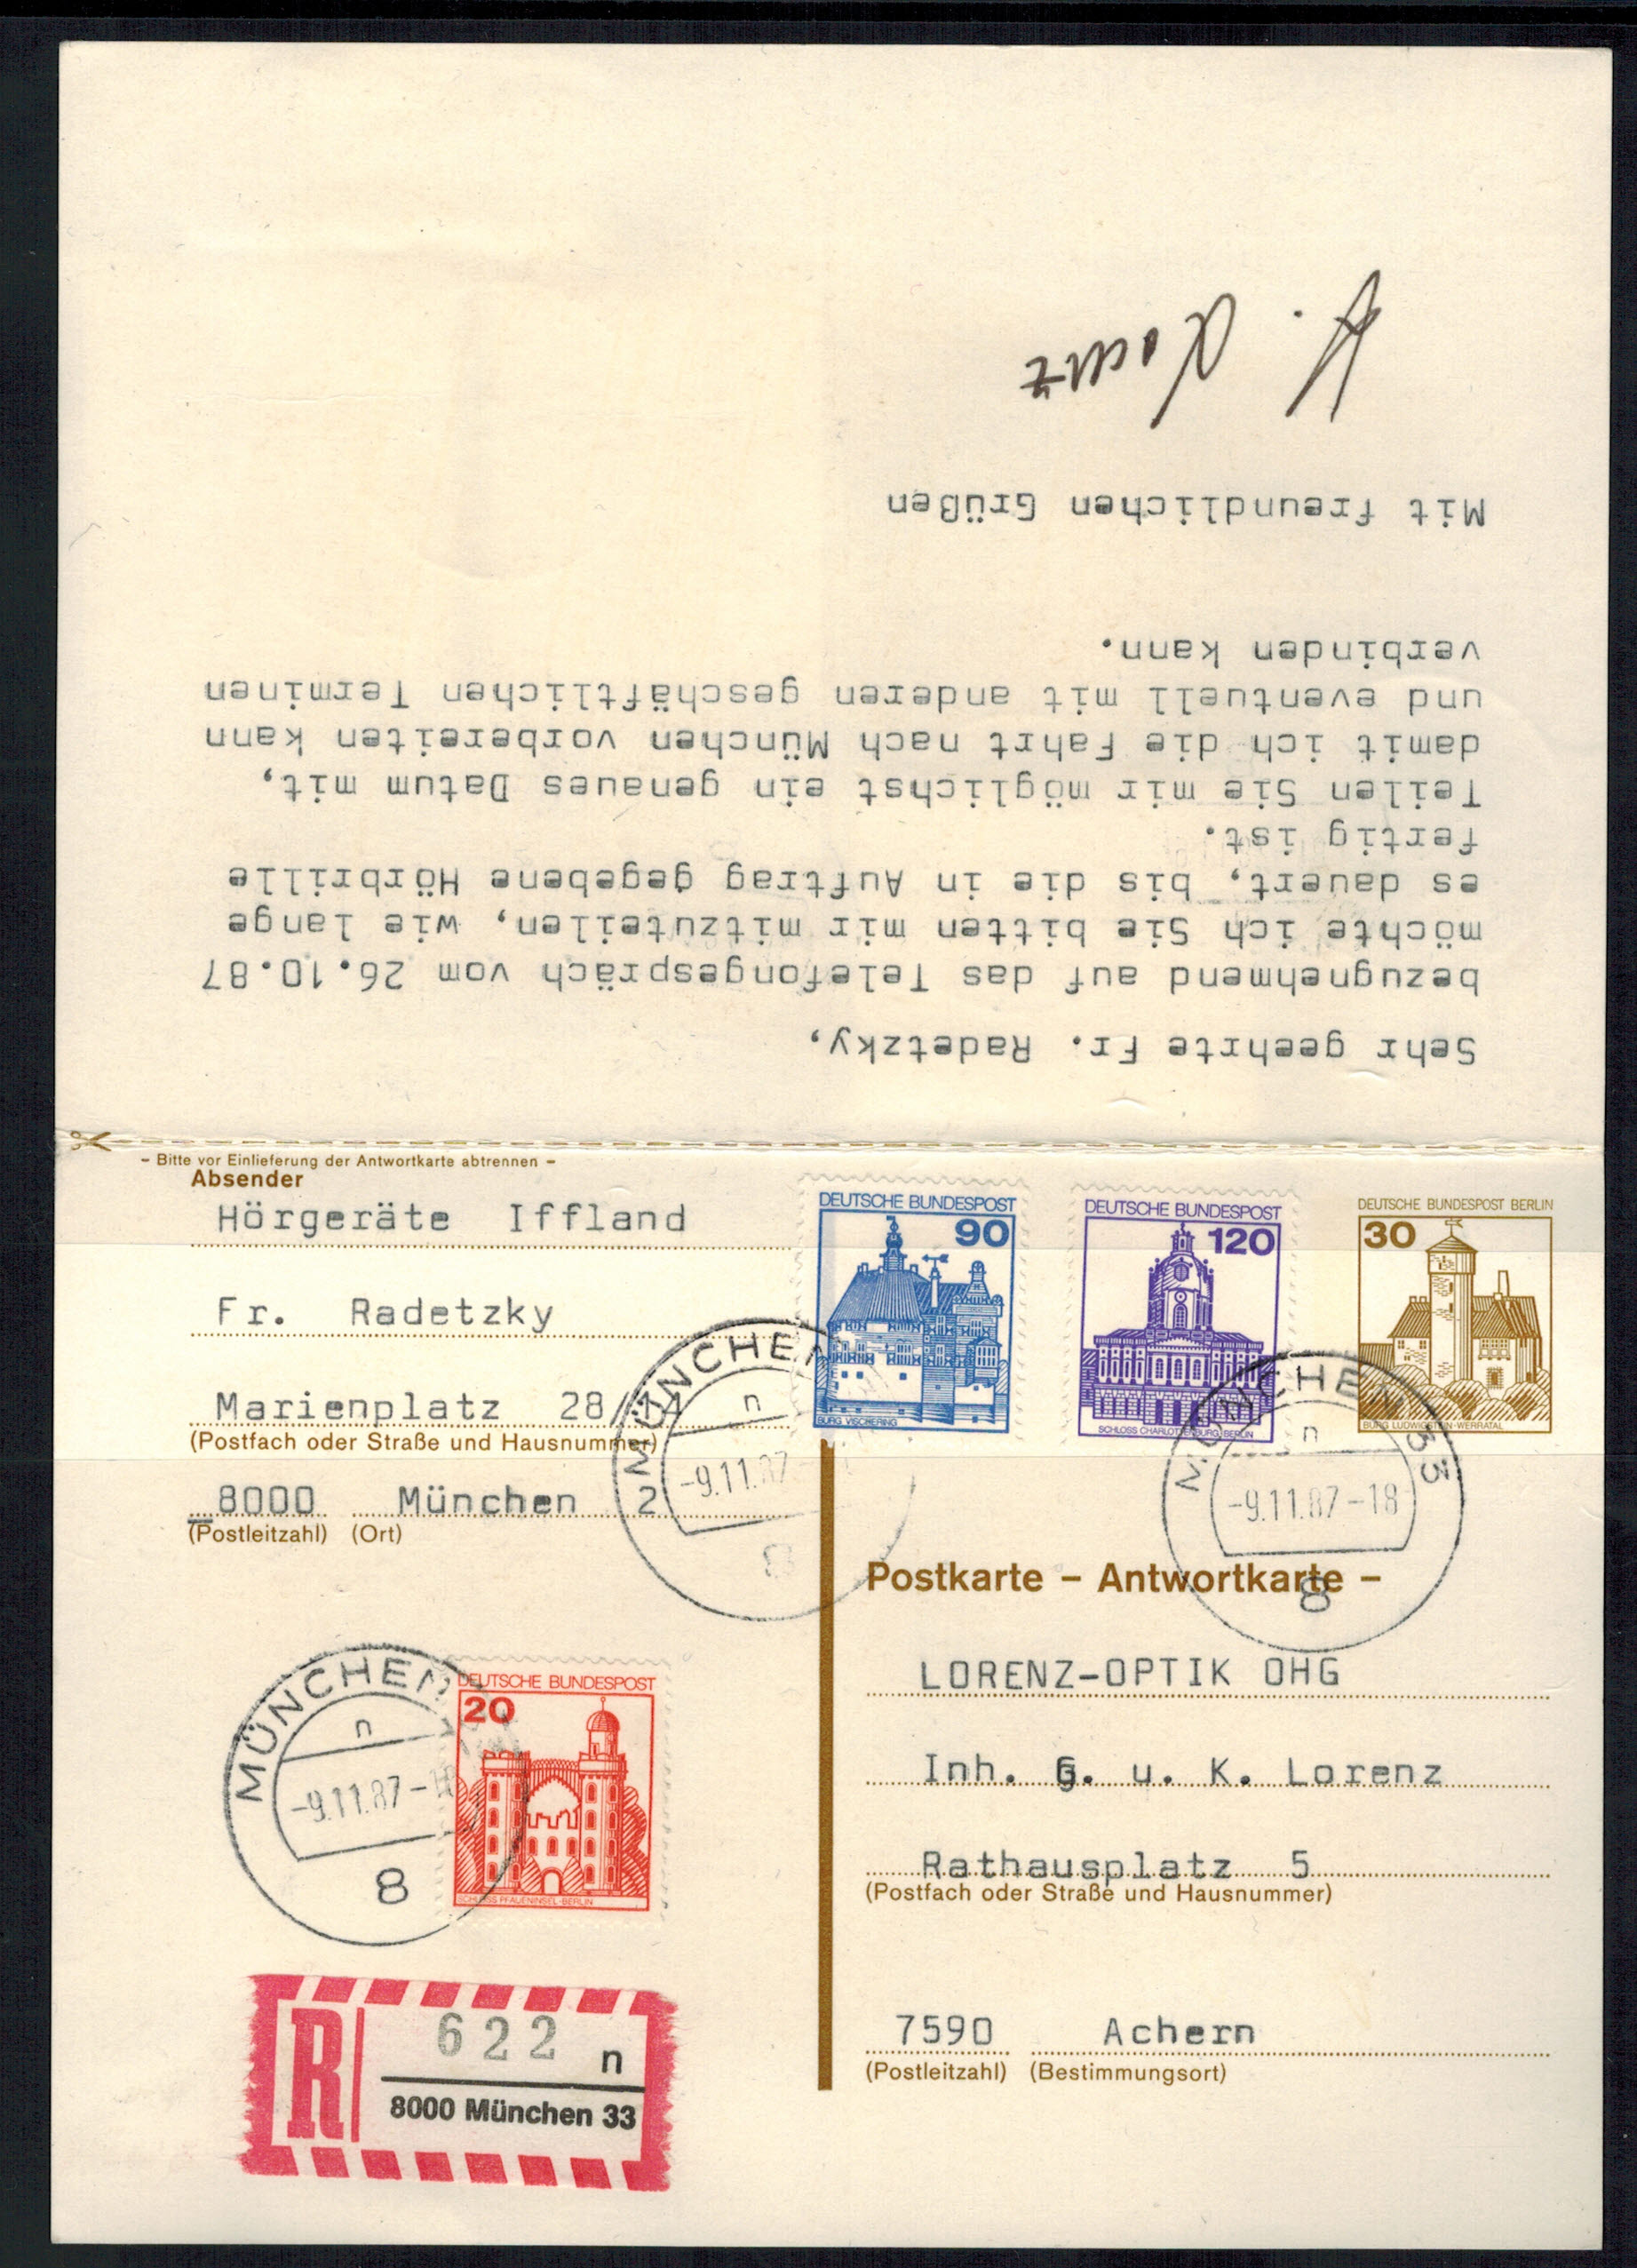 Sehr geehrte Fr. Radetzky,
bezugnehmend auf das Telefongespräch vom 26.10.87
möchte ich Sie bitten mir mitzuteilen, wie lange
es dauert, bis die in Auftrag gegebene Hörbrille
fertig ist.
Teilen Sie mir möglichst ein genaues Datum mit,
damit ich die Fahrt nach München vorbereiten kann
und eventuell mit anderen geschäftlichen Terminen
verbinden kann.
Mit freundlichen Grüßen
- Bitte vor Einlieferung der Antwortkarte abtrennen -
Absender
Hörgeräte Iffland
Fr. Radetzky
Marienplatz 28/
(Postfach oder Straße und Hausnummer)
8000 München 2
(Postleitzahl) (Ort)
DEUTSCHE BUNDESPOST
90
BURG VISCHERING
DEUTSCHE BUNDESPOST
120
SCHLOSS CHARLOTTENBURG-BERLIN
DEUTSCHE BUNDESPOST BERLIN
30
BURG LUDWIGSTEIN-WERRATAL
MÜNCHEN
n
-9.11.87
8
MÜNCHEN 33
n
-9.11.87-18
8
Postkarte – Antwortkarte –
LORENZ-OPTIK OHG
Inh. G. u. K. Lorenz
Rathausplatz 5
(Postfach oder Straße und Hausnummer)
7590 Achern
(Postleitzahl) (Bestimmungsort)
MÜNCHEN
n
-9.11.87-18
8
DEUTSCHE BUNDESPOST
20
SCHLOSS PFAUENINSEL-BERLIN
R
622 n
8000 München 33